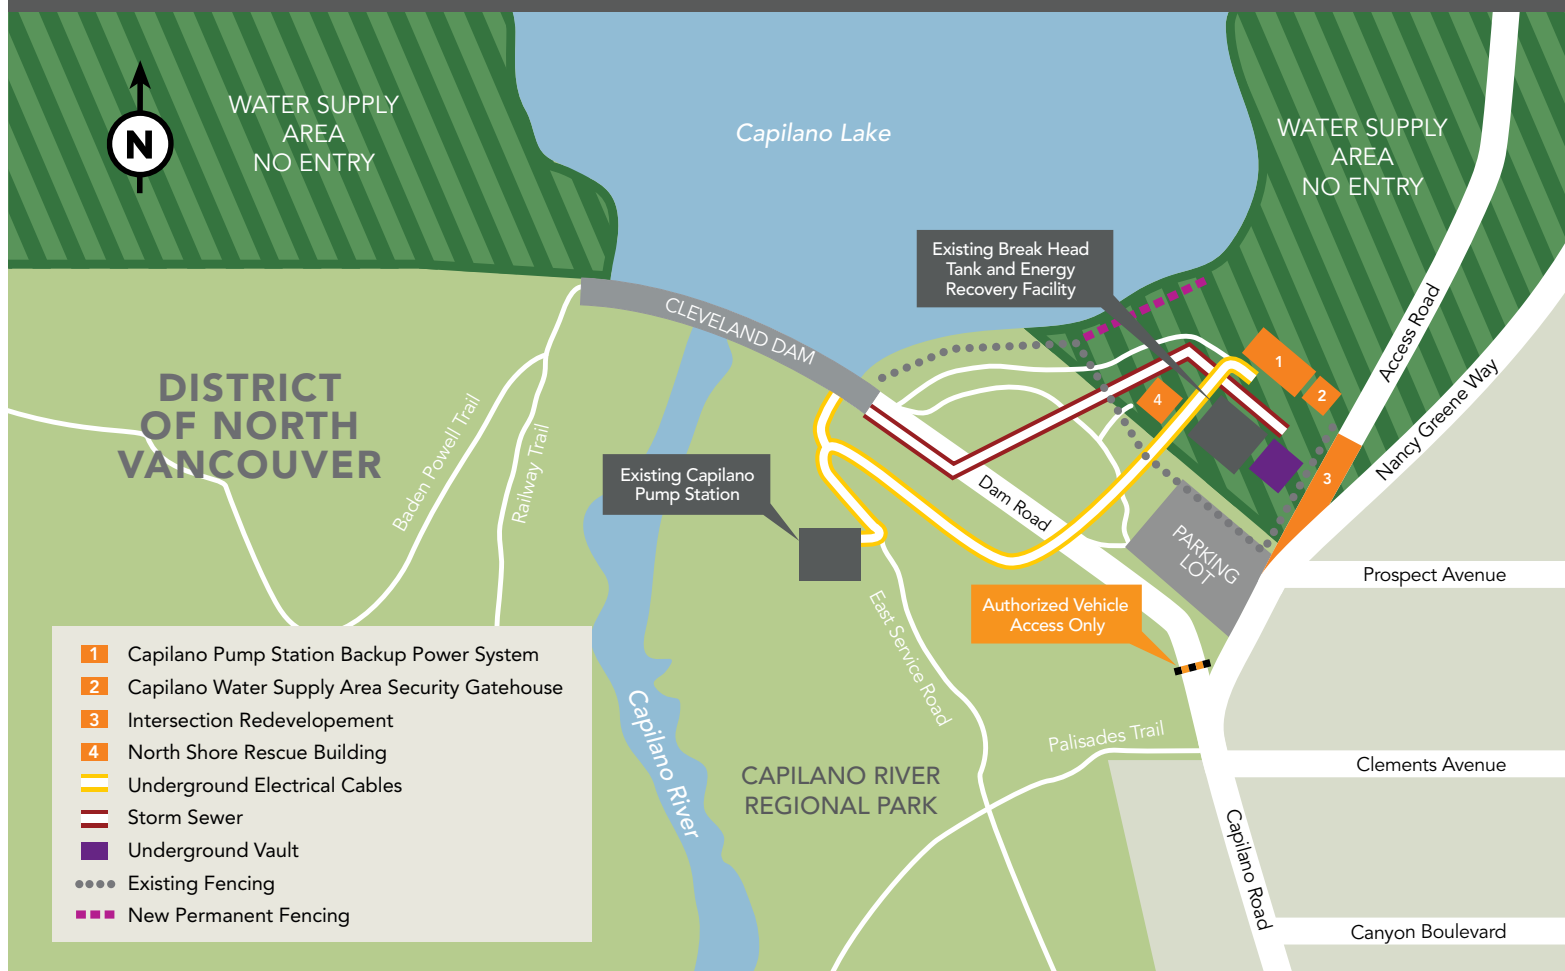 N
WATER SUPPLY
AREA
NO ENTRY
Capilano Lake
WATER SUPPLY
AREA
NO ENTRY
Existing Break Head
Tank and Energy
Recovery Facility
CLEVELAND DAM
Access Road
Nancy Greene Way
1
2
3
4
DISTRICT
OF NORTH
VANCOUVER
Baden Powell Trail
Railway Trail
Existing Capilano
Pump Station
Dam Road
PARKING
LOT
Prospect Avenue
Authorized Vehicle
Access Only
East Service Road
Palisades Trail
Capilano River
CAPILANO RIVER
REGIONAL PARK
Clements Avenue
Capilano Road
Canyon Boulevard
1 Capilano Pump Station Backup Power System
2 Capilano Water Supply Area Security Gatehouse
3 Intersection Redevelopement
4 North Shore Rescue Building
Underground Electrical Cables
Storm Sewer
Underground Vault
Existing Fencing
New Permanent Fencing